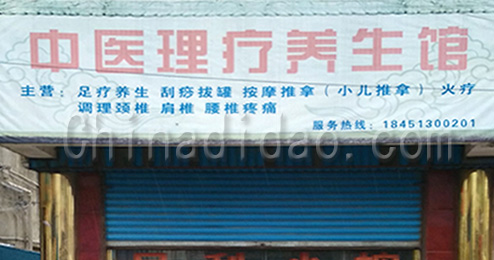 中医理疗养生馆
主营：足疗养生 刮痧拔罐 按摩推拿（小儿推拿）火疗
调理颈椎 肩椎 腰椎疼痛
服务热线：18451300201
Chinadidao.com